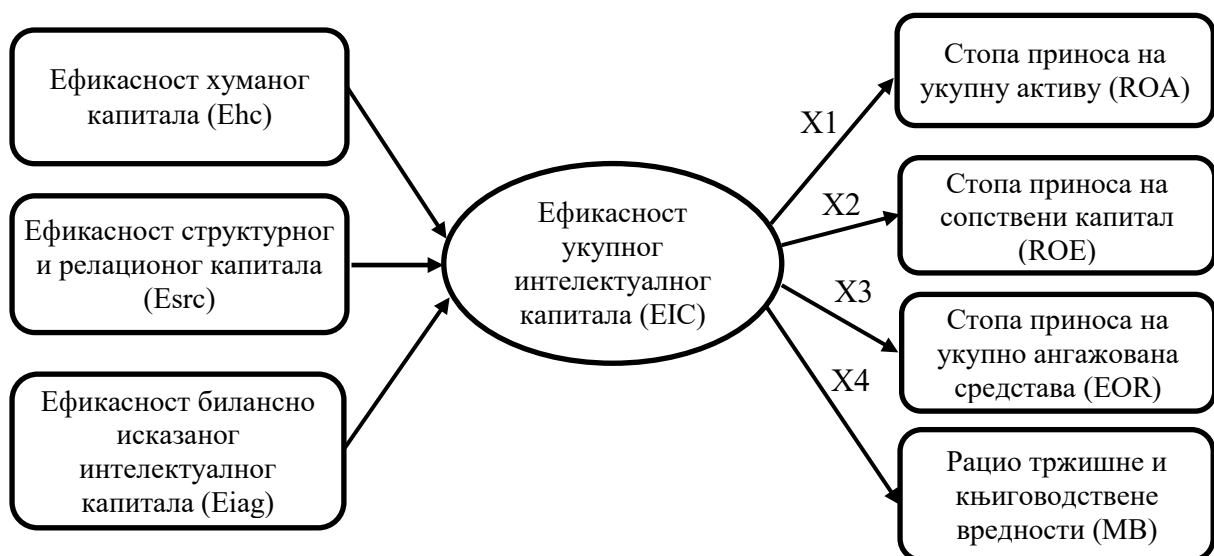 Ефикасност хуманог
капитала (Ehc)
Ефикасност структурног
и релационог капитала
(Esrc)
Ефикасност билансно
исказаног
интелектуалног
капитала (Eiag)
Ефикасност
укупног
интелектуалног
капитала (EIC)
X1
X2
X3
X4
Стопа приноса на
укупну активу (ROA)
Стопа приноса на
сопствени капитал
(ROE)
Стопа приноса на
укупно ангажована
средстава (EOR)
Рацио тржишне и
књиговодствене
вредности (MB)